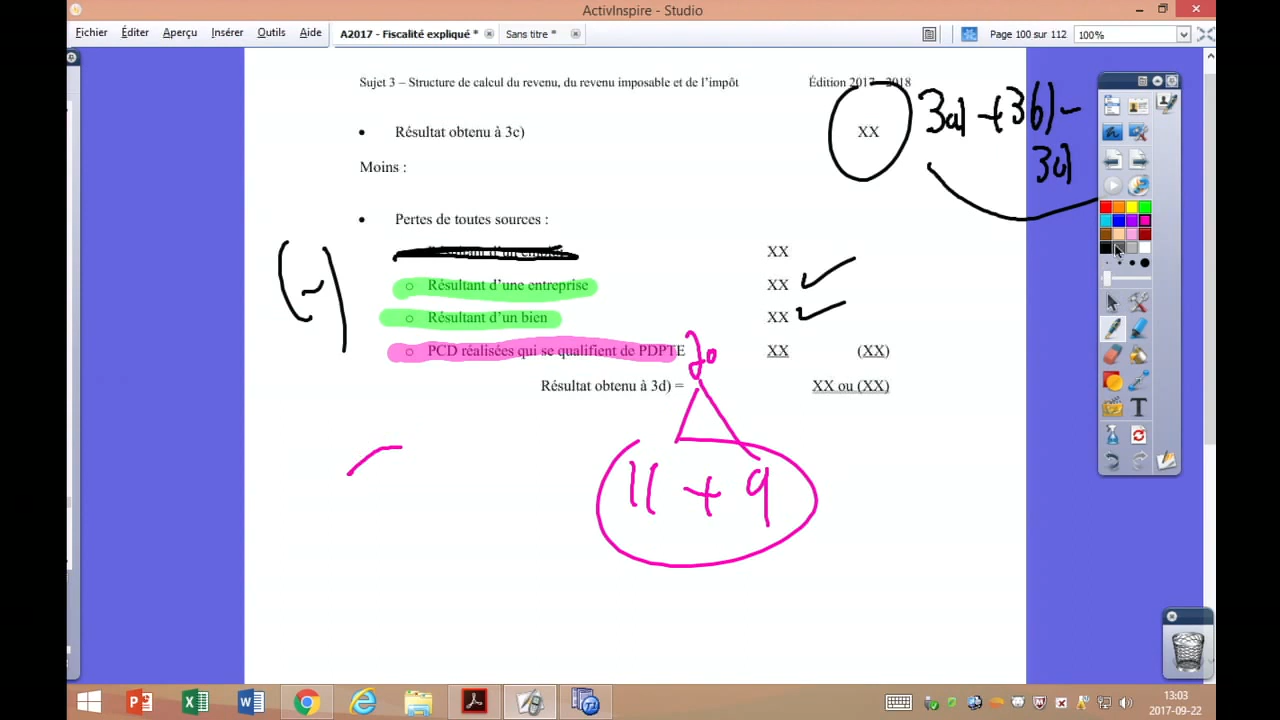 ActivInspire - Studio
Fichier Éditer Aperçu Insérer Outils Aide A2017 - Fiscalité expliqué * Sans titre * Page 100 sur 112 100%
Sujet 3 – Structure de calcul du revenu, du revenu imposable et de l'impôt Édition 2017 - 2018
• Résultat obtenu à 3c) XX 3a) + 3b) -
3c)
Moins :
• Pertes de toutes sources :
XX
(-)
○ Résultant d'une entreprise XX ✓
○ Résultant d'un bien XX ✓
○ PCD réalisées qui se qualifient de PDPTE XX (XX)
Résultat obtenu à 3d) = XX ou (XX)
11 + 9
13:03
2017-09-22